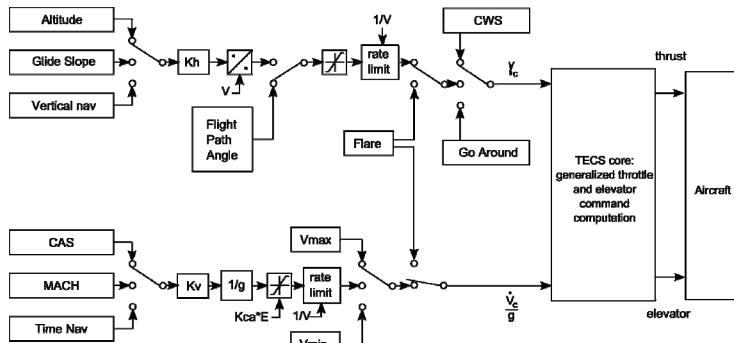 Altitude
Glide Slope
Vertical nav
Kh
V
Flight
Path
Angle
1/V
rate
limit
CWS
γc
Flare
Go Around
TECS core:
generalized throttle
and elevator
command
computation
thrust
Aircraft
elevator
CAS
MACH
Time Nav
Kv
1/g
Kca*E
rate
limit
1/V
Vmax
V̇c
g